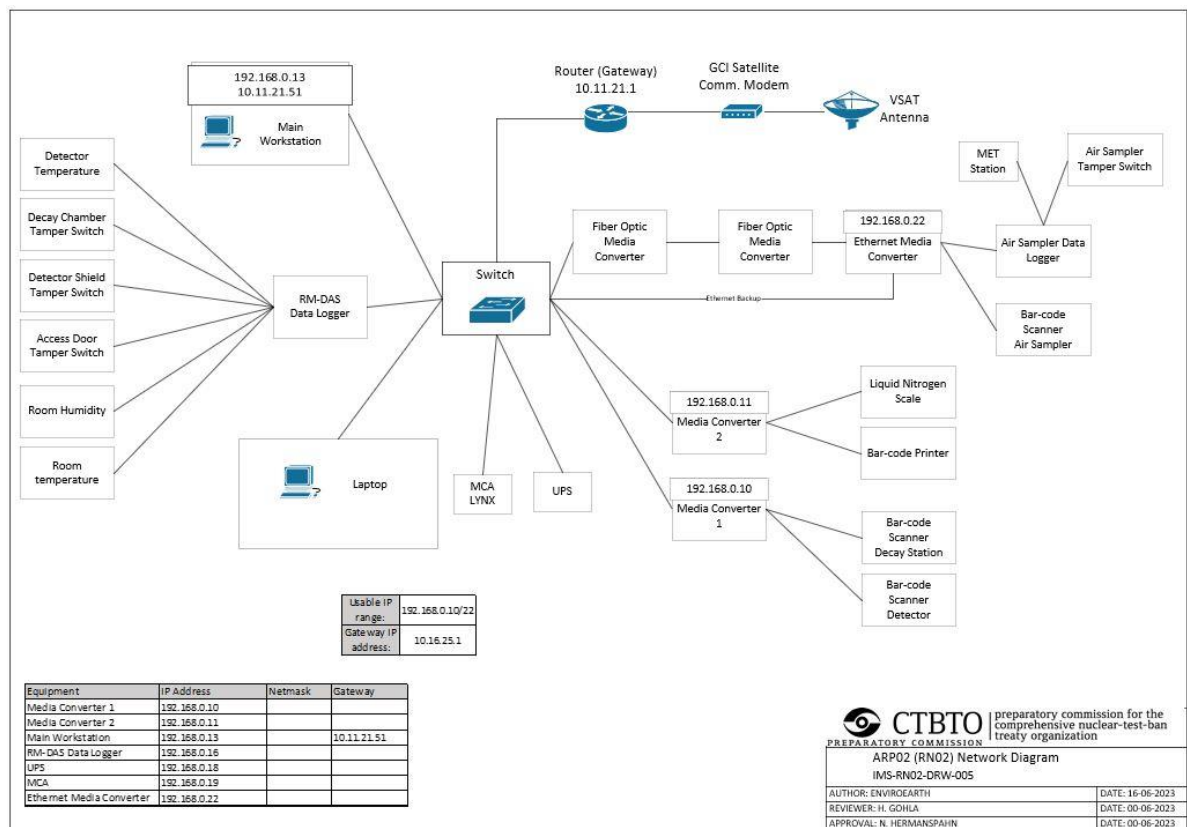 192.168.0.13
10.11.21.51
Main
Workstation
Router (Gateway)
10.11.21.1
GCI Satellite
Comm. Modem
VSAT
Antenna
Detector
Temperature
Decay Chamber
Tamper Switch
Detector Shield
Tamper Switch
Access Door
Tamper Switch
Room Humidity
Room
temperature
RM-DAS
Data Logger
Switch
Fiber Optic
Media
Converter
Fiber Optic
Media
Converter
192.168.0.22
Ethernet Media
Converter
MET
Station
Air Sampler
Tamper Switch
Air Sampler Data
Logger
Ethernet Backup
Bar-code
Scanner
Air Sampler
Laptop
MCA
LYNX
UPS
192.168.0.11
Media Converter
2
Liquid Nitrogen
Scale
Bar-code Printer
192.168.0.10
Media Converter
1
Bar-code
Scanner
Decay Station
Bar-code
Scanner
Detector
Usable IP
range:
192.168.0.10/22
Gateway IP
address:
10.16.25.1
Equipment IP Address Netmask Gateway
Media Converter 1 192.168.0.10
Media Converter 2 192.168.0.11
Main Workstation 192.168.0.13 10.11.21.51
RM-DAS Data Logger 192.168.0.16
UPS 192.168.0.18
MCA 192.168.0.19
Ethernet Media Converter 192.168.0.22
CTBTO
PREPARATORY COMMISSION
preparatory commission for the
comprehensive nuclear-test-ban
treaty organization
ARP02 (RN02) Network Diagram
IMS-RN02-DRW-005
AUTHOR: ENVIROEARTH DATE: 16-06-2023
REVIEWER: H. GOHLA DATE: 00-06-2023
APPROVAL: N. HERMANSPAHN DATE: 00-06-2023